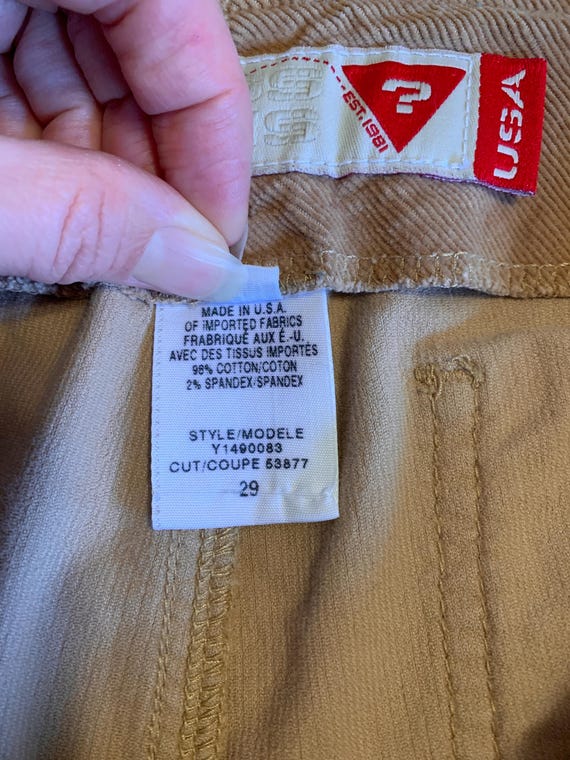 EST. 1981
?
USA
MADE IN U.S.A.
OF IMPORTED FABRICS
FRABRIQUÉ AUX É.-U.
AVEC DES TISSUS IMPORTÉS
98% COTTON/COTON
2% SPANDEX/SPANDEX
STYLE/MODELE
Y1490083
CUT/COUPE 53877
29